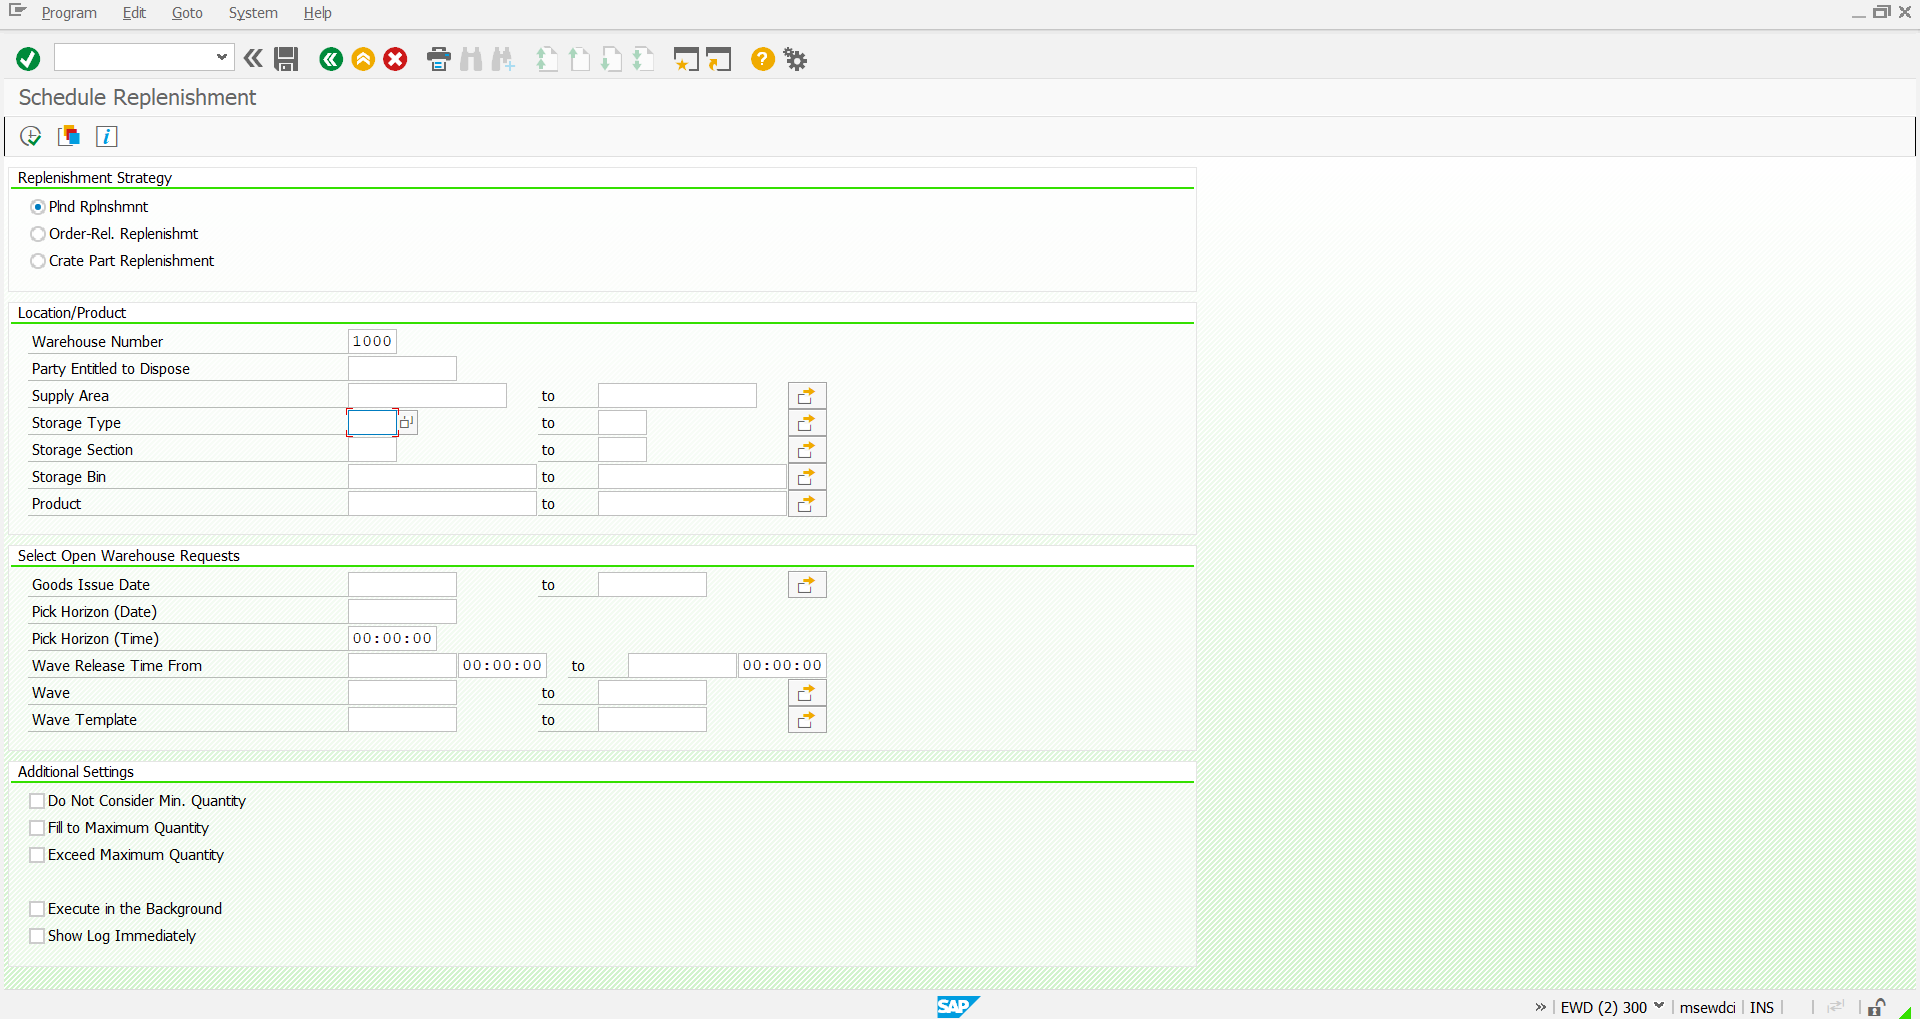 Program Edit Goto System Help
Schedule Replenishment
Replenishment Strategy
Plnd Rplnshmnt
Order-Rel. Replenishmt
Crate Part Replenishment
Location/Product
Warehouse Number 1000
Party Entitled to Dispose
Supply Area to
Storage Type to
Storage Section to
Storage Bin to
Product to
Select Open Warehouse Requests
Goods Issue Date to
Pick Horizon (Date)
Pick Horizon (Time) 00:00:00
Wave Release Time From 00:00:00 to 00:00:00
Wave to
Wave Template to
Additional Settings
Do Not Consider Min. Quantity
Fill to Maximum Quantity
Exceed Maximum Quantity
Execute in the Background
Show Log Immediately
SAP » EWD (2) 300 msewdci INS